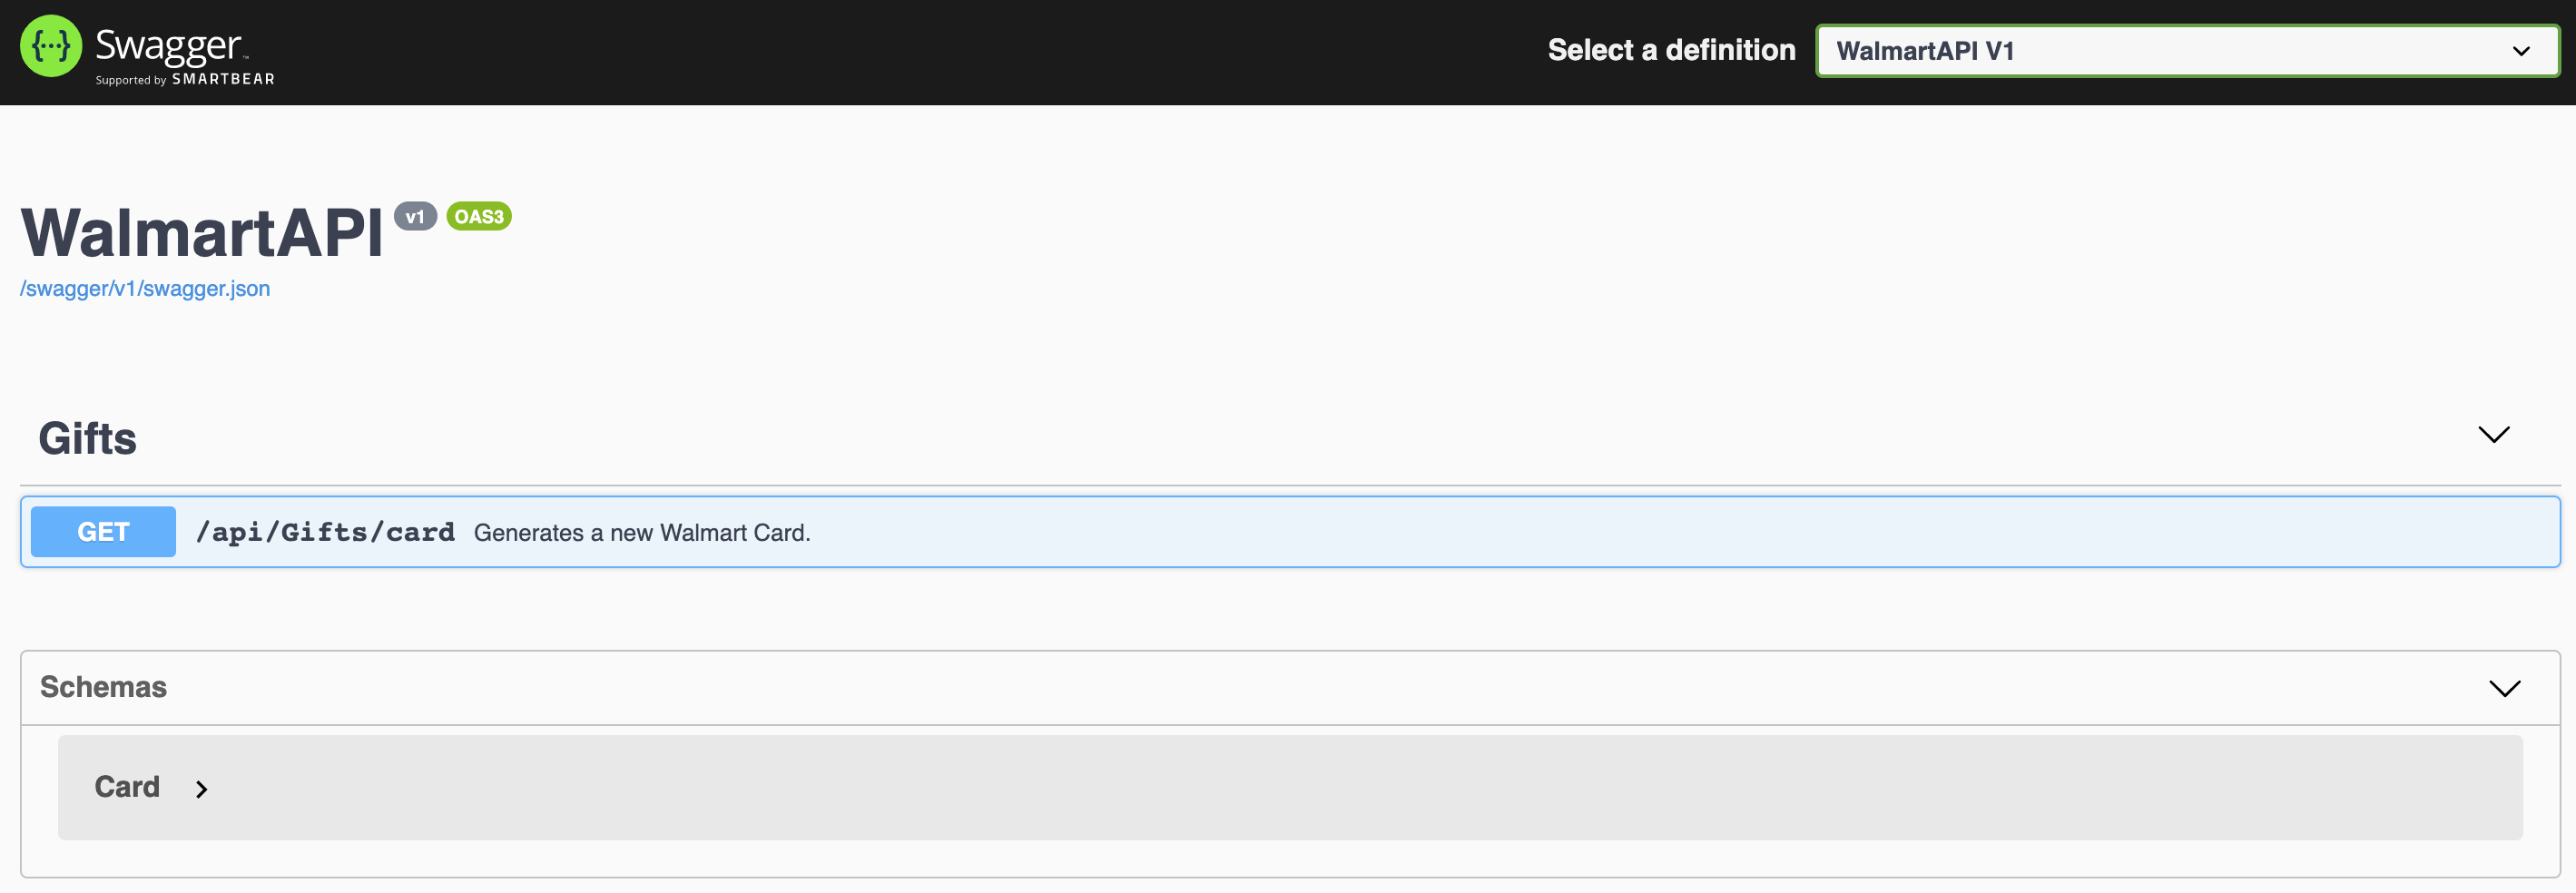 Swagger™
Supported by SMARTBEAR
Select a definition
WalmartAPI V1
WalmartAPI v1 OAS3
/swagger/v1/swagger.json
Gifts
GET /api/Gifts/card Generates a new Walmart Card.
Schemas
Card